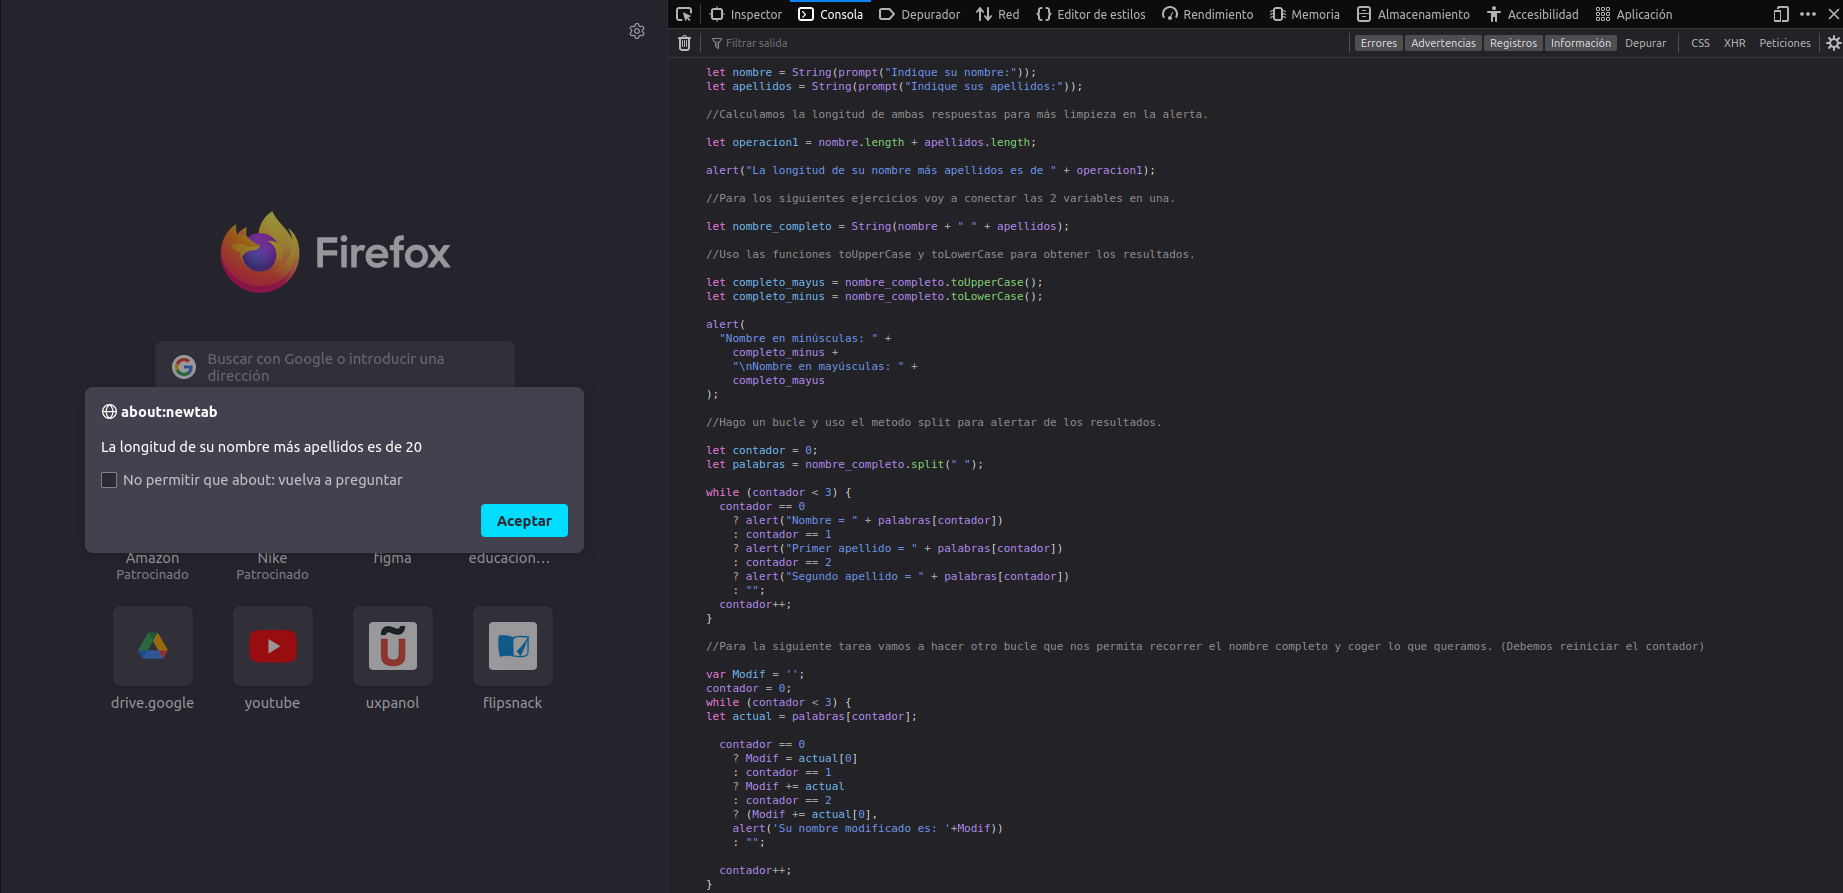 Inspector Consola Depurador Red Editor de estilos Rendimiento Memoria Almacenamiento Accesibilidad Aplicación
Filtrar salida Errores Advertencias Registros Información Depurar CSS XHR Peticiones
Firefox
Buscar con Google o introducir una
dirección
about:newtab
La longitud de su nombre más apellidos es de 20
No permitir que about: vuelva a preguntar
Aceptar
Amazon Nike figma educacion…
Patrocinado Patrocinado
drive.google youtube uxpanol flipsnack
let nombre = String(prompt("Indique su nombre:"));
let apellidos = String(prompt("Indique sus apellidos:"));
//Calculamos la longitud de ambas respuestas para más limpieza en la alerta.
let operacion1 = nombre.length + apellidos.length;
alert("La longitud de su nombre más apellidos es de " + operacion1);
//Para los siguientes ejercicios voy a conectar las 2 variables en una.
let nombre_completo = String(nombre + " " + apellidos);
//Uso las funciones toUpperCase y toLowerCase para obtener los resultados.
let completo_mayus = nombre_completo.toUpperCase();
let completo_minus = nombre_completo.toLowerCase();
alert(
"Nombre en minúsculas: " +
completo_minus +
"\nNombre en mayúsculas: " +
completo_mayus
);
//Hago un bucle y uso el metodo split para alertar de los resultados.
let contador = 0;
let palabras = nombre_completo.split(" ");
while (contador < 3) {
contador == 0
? alert("Nombre = " + palabras[contador])
: contador == 1
? alert("Primer apellido = " + palabras[contador])
: contador == 2
? alert("Segundo apellido = " + palabras[contador])
: "";
contador++;
}
//Para la siguiente tarea vamos a hacer otro bucle que nos permita recorrer el nombre completo y coger lo que queramos. (Debemos reiniciar el contador)
var Modif = '';
contador = 0;
while (contador < 3) {
let actual = palabras[contador];
contador == 0
? Modif = actual[0]
: contador == 1
? Modif += actual
: contador == 2
? (Modif += actual[0],
alert('Su nombre modificado es: '+Modif))
: "";
contador++;
}